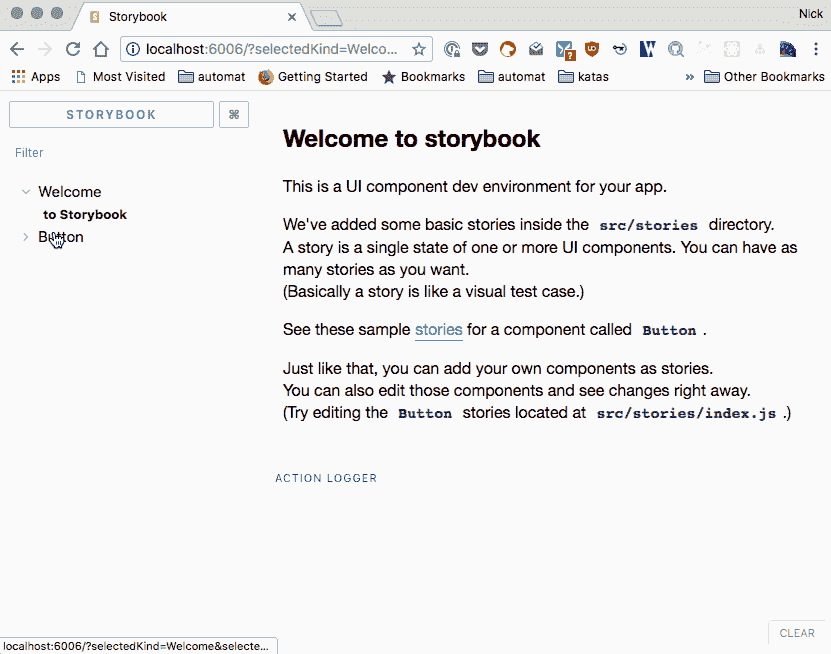 Storybook
Nick
localhost:6006/?selectedKind=Welco...
Apps Most Visited automat Getting Started Bookmarks automat katas » Other Bookmarks
STORYBOOK ⌘
Filter
Welcome
to Storybook
Button
Welcome to storybook
This is a UI component dev environment for your app.
We've added some basic stories inside the src/stories directory.
A story is a single state of one or more UI components. You can have as
many stories as you want.
(Basically a story is like a visual test case.)
See these sample stories for a component called Button .
Just like that, you can add your own components as stories.
You can also edit those components and see changes right away.
(Try editing the Button stories located at src/stories/index.js .)
ACTION LOGGER
CLEAR
localhost:6006/?selectedKind=Welcome&selecte...